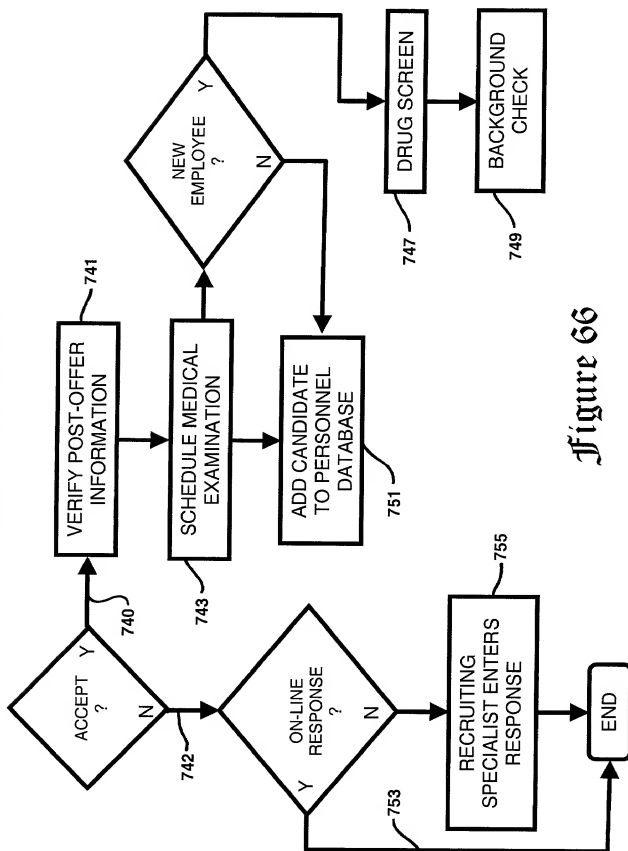 ACCEPT
?
Y
N
740
742
VERIFY POST-OFFER
INFORMATION
741
SCHEDULE MEDICAL
EXAMINATION
743
NEW
EMPLOYEE
?
Y
N
ADD CANDIDATE
TO PERSONNEL
DATABASE
751
DRUG SCREEN
747
BACKGROUND
CHECK
749
ON-LINE
RESPONSE
?
Y
N
753
RECRUITING
SPECIALIST ENTERS
RESPONSE
755
END
Figure 66